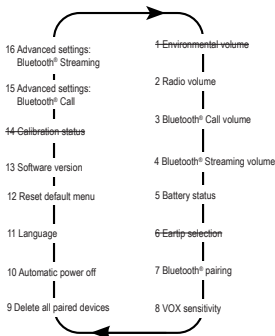 1 Environmental volume
2 Radio volume
3 Bluetooth® Call volume
4 Bluetooth® Streaming volume
5 Battery status
6 Eartip selection
7 Bluetooth® pairing
8 VOX sensitivity
9 Delete all paired devices
10 Automatic power off
11 Language
12 Reset default menu
13 Software version
14 Calibration status
15 Advanced settings:
Bluetooth® Call
16 Advanced settings:
Bluetooth® Streaming